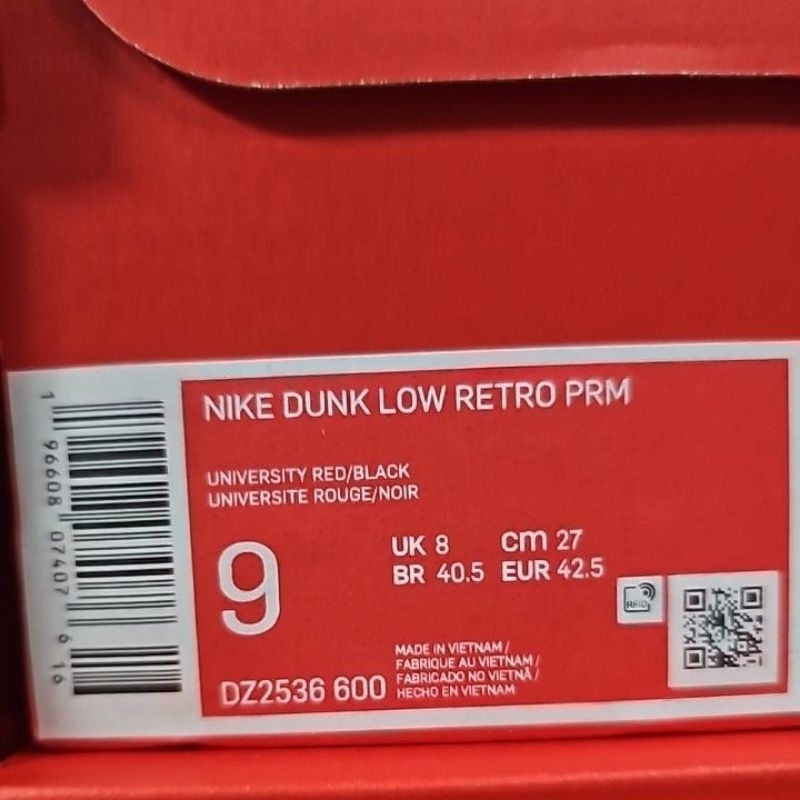 NIKE DUNK LOW RETRO PRM
UNIVERSITY RED/BLACK
UNIVERSITE ROUGE/NOIR
9
UK 8 cm 27
BR 40.5 EUR 42.5
RFID
DZ2536 600
MADE IN VIETNAM /
FABRIQUE AU VIETNAM /
FABRICADO NO VIETNÃ /
HECHO EN VIETNAM
1 96608 07407 6 16